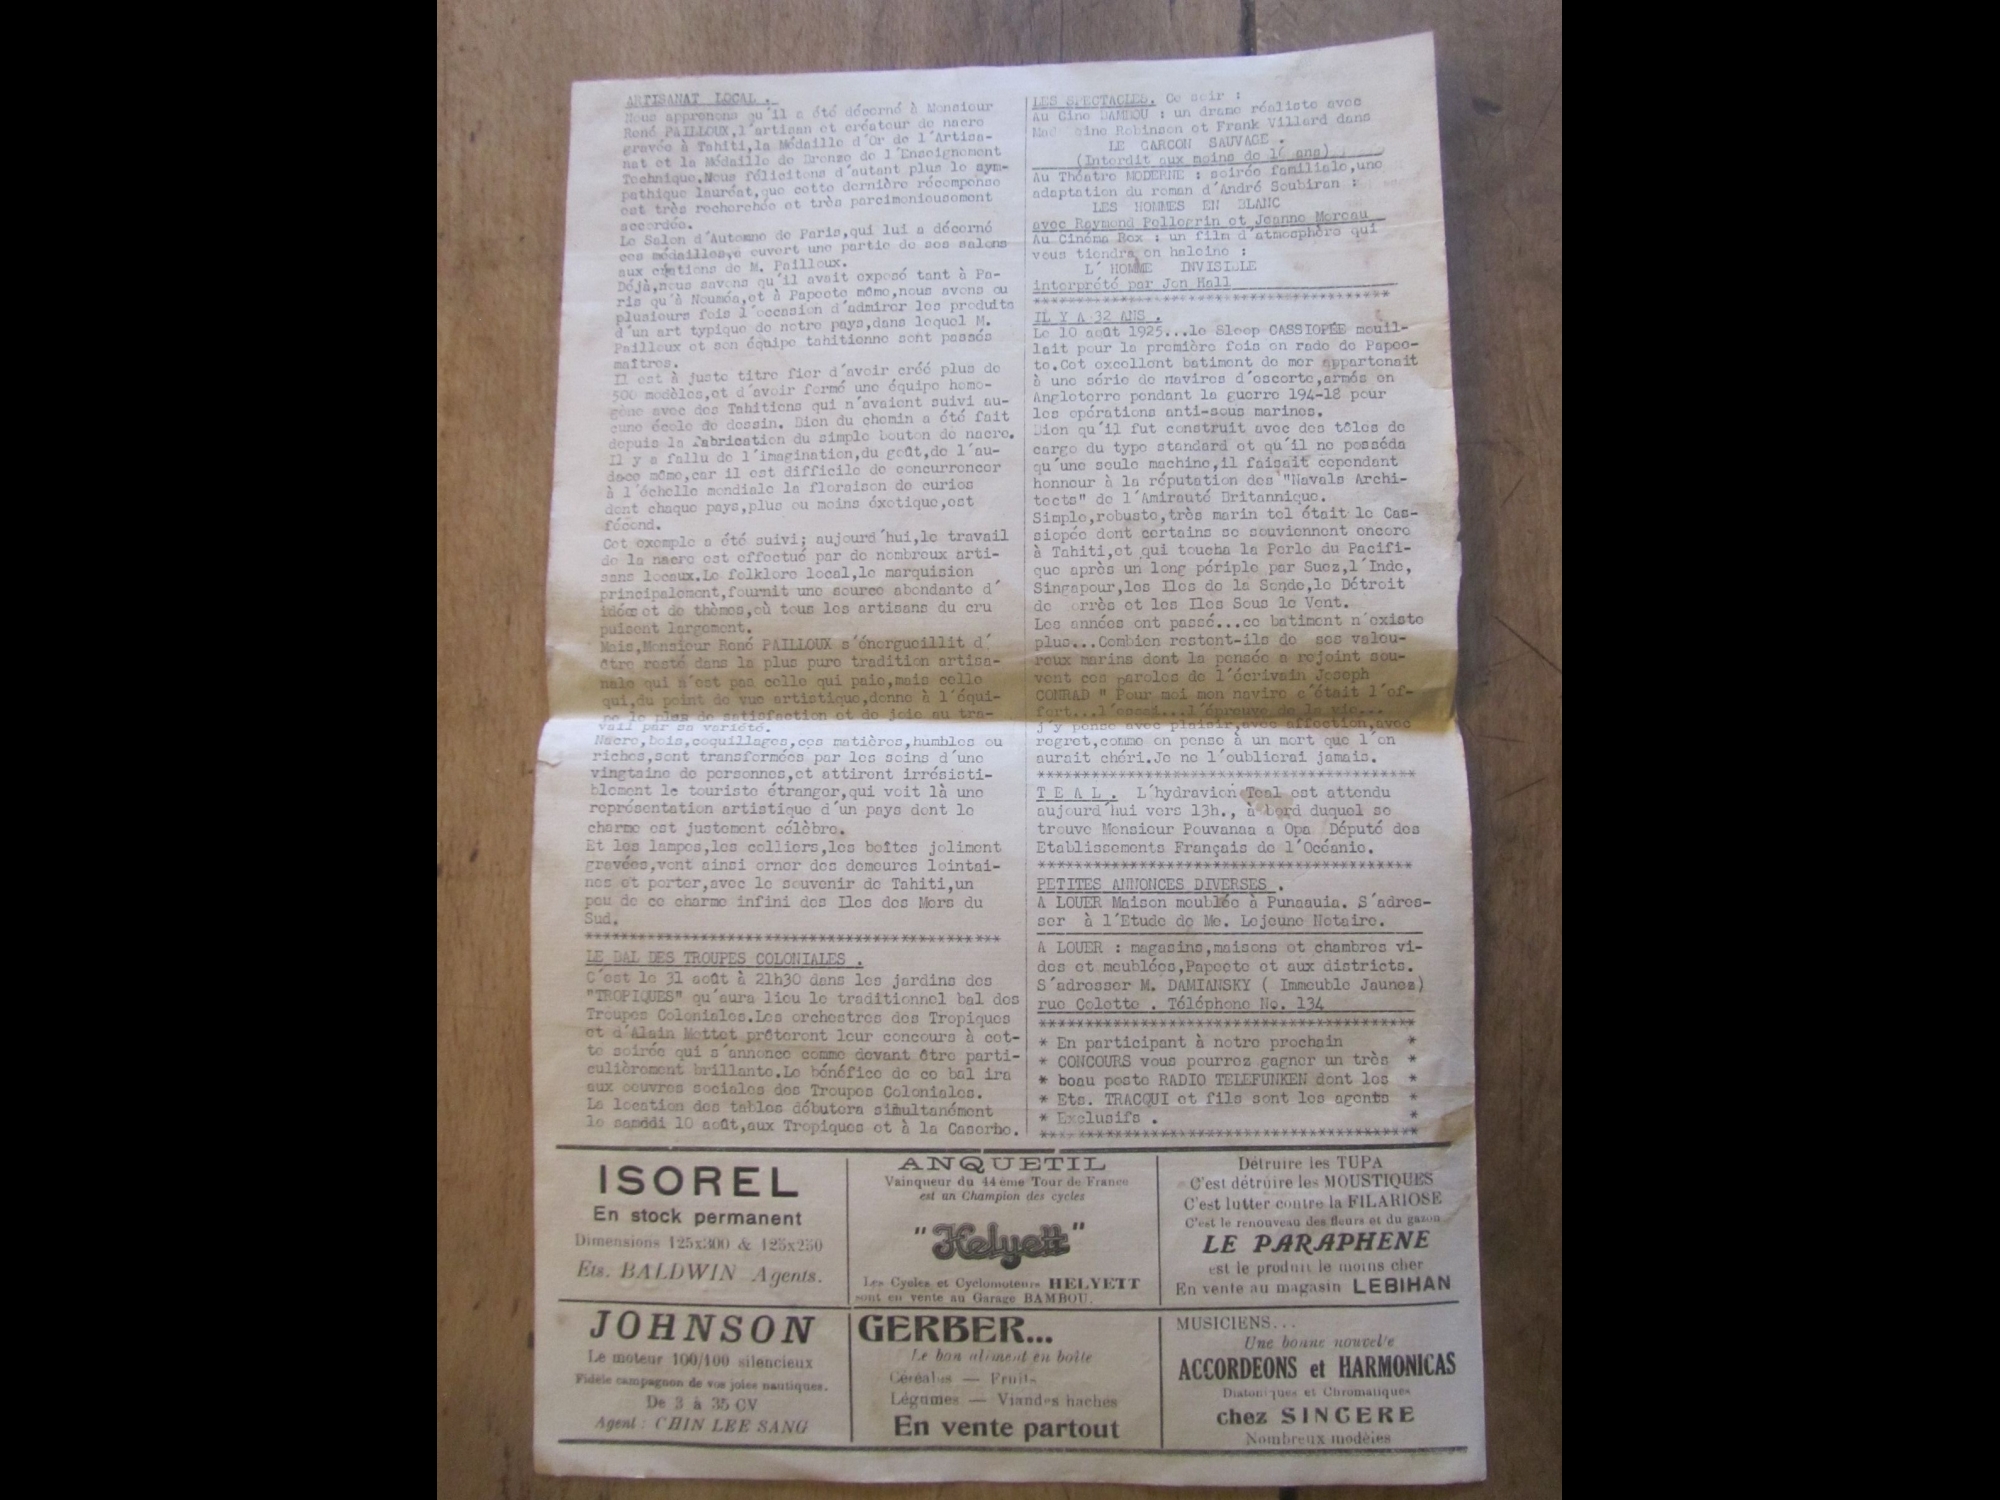 ARTISANAT LOCAL .
Nous apprenons qu'il a été décerné à Monsieur
René PAILLOUX,l'artisan et créateur de nacre
gravée à Tahiti,la Médaille d'Or de l'Artisa-
nat et la Médaille de Bronze de l'Enseignement
Technique.Nous félicitons d'autant plus le sym-
pathique lauréat,que cette dernière récompense
est très recherchée et très parcimonieusement
accordée.
Le Salon d'Automne de Paris,qui lui a décerné
ces médailles,a ouvert une partie de ses salons
aux créations de M. Pailloux.
Déjà,nous savons qu'il avait exposé tant à Pa-
ris qu'à Nouméa,et à Papeete même,nous avons eu
plusieurs fois l'occasion d'admirer les produits
d'un art typique de notre pays,dans lequel M.
Pailloux et son équipe tahitienne sont passés
maîtres.
Il est à juste titre fier d'avoir créé plus de
500 modèles,et d'avoir formé une équipe homo-
gène avec des Tahitiens qui n'avaient suivi au-
cune école de dessin. Bien du chemin a été fait
depuis la fabrication du simple bouton de nacre.
Il y a fallu de l'imagination,du goût,de l'au-
dace même,car il est difficile de concurrencer
à l'échelle mondiale la floraison de curios
dont chaque pays,plus ou moins éxotique,est
fécond.
Cet exemple a été suivi; aujourd'hui,le travail
de la nacre est effectué par de nombreux arti-
sans locaux.Le folklore local,le marquisien
principalement,fournit une source abondante d'
idées et de thèmes,où tous les artisans du cru
puisent largement.
Mais,Monsieur René PAILLOUX s'énorgueillit d'
être resté dans la plus pure tradition artisa-
nale qui n'est pas celle qui paie,mais celle
qui,du point de vue artistique,donne à l'équi-
pe le plus de satisfaction et de joie au tra-
vail par sa variété.
Nacre,bois,coquillages,ces matières,humbles ou
riches,sont transformées par les soins d'une
vingtaine de personnes,et attirent irrésisti-
blement le touriste étranger,qui voit là une
représentation artistique d'un pays dont le
charme est justement célèbre.
Et les lampes,les colliers,les boîtes joliment
gravées,vont ainsi orner des demeures lointai-
nes et porter,avec le souvenir de Tahiti,un
peu de ce charme infini des Iles des Mers du
Sud.
****************************************
LE BAL DES TROUPES COLONIALES .
C'est le 31 août à 21h30 dans les jardins des
"TROPIQUES" qu'aura lieu le traditionnel bal des
Troupes Coloniales.Les orchestres des Tropiques
et d'Alain Mottet prêteront leur concours à cet-
te soirée qui s'annonce comme devant être parti-
culièrement brillante.Le bénéfice de ce bal ira
aux oeuvres sociales des Troupes Coloniales.
La location des tables débutera simultanément
le samedi 10 août,aux Tropiques et à la Caserne.
LES SPECTACLES. Ce soir :
Au Cine BAMBOU : un drame réaliste avec
Robinson et Frank Villard dans
LE GARCON SAUVAGE .
(Interdit aux moins de 16 ans)
Au Théatre MODERNE : soirée familiale,une
adaptation du roman d'André Soubiran :
LES HOMMES EN BLANC
avec Raymond Pellegrin et Jeanne Moreau
Au Cinéma Rex : un film d'atmosphère qui
vous tiendra en haleine :
L'HOMME INVISIBLE
interprété par Jon Hall
***********************************
IL Y A 32 ANS .
Le 10 août 1925...le Sloop CASSIOPÉE mouil-
lait pour la première fois en rade de Papee-
te.Cet excellent batiment de mer appartenait
à une série de navires d'escorte,armés en
Angleterre pendant la guerre 194-18 pour
les opérations anti-sous marines.
Bien qu'il fut construit avec des tôles de
cargo du type standard et qu'il ne posséda
qu'une seule machine,il faisait cependant
honneur à la réputation des "Navals Archi-
tects" de l'Amirauté Britannique.
Simple,robuste,très marin tel était le Cas-
siopée dont certains se souviennent encore
à Tahiti,et qui toucha la Perle du Pacifi-
que après un long périple par Suez,l'Inde,
Singapour,les Iles de la Sonde,le Détroit
de orrès et les Iles Sous le Vent.
Les années ont passé...ce batiment n'existe
plus...Combien restent-ils de ses valeu-
reux marins dont la pensée a rejoint sou-
vent ces paroles de l'écrivain Joseph
CONRAD " Pour moi mon navire c'était l'ef-
fort...l'essai...l'épreuve de la vie...
j'y pense avec plaisir,avec affection,avec
regret,comme on pense à un mort que l'on
aurait chéri.Je ne l'oublierai jamais.
*************************************
T E A L . L'hydravion Teal est attendu
aujourd'hui vers 13h., à bord duquel se
trouve Monsieur Pouvanaa a Opa Député des
Etablissements Français de l'Océanie.
*************************************
PETITES ANNONCES DIVERSES .
A LOUER Maison meublée à Punaauia. S'adres-
ser à l'Etude de Me. Lejeune Notaire.
A LOUER : magasins,maisons et chambres vi-
des et meublées,Papeete et aux districts.
S'adresser M. DAMIANSKY ( Immeuble Jaunez)
rue Colette . Téléphone No. 134
*************************************
* En participant à notre prochain *
* CONCOURS vous pourrez gagner un très *
* beau poste RADIO TELEFUNKEN dont les *
* Ets. TRACQUI et fils sont les agents *
* Exclusifs . *
*************************************
ISOREL
En stock permanent
Dimensions 125x300 & 125x250
Ets. BALDWIN Agents.
ANQUETIL
Vainqueur du 44ème Tour de France
est un Champion des cycles
"Helyett"
Les Cycles et Cyclomoteurs HELYETT
sont en vente au Garage BAMBOU.
Détruire les TUPA
C'est détruire les MOUSTIQUES
C'est lutter contre la FILARIOSE
C'est le renouveau des fleurs et du gazon
LE PARAPHENE
est le produit le moins cher
En vente au magasin LEBIHAN
JOHNSON
Le moteur 100/100 silencieux
Fidèle campagnon de vos joies nautiques.
De 3 à 35 CV
Agent : CHIN LEE SANG
GERBER...
Le bon aliment en boîte
Céréales — Fruits
Légumes — Viandes hachés
En vente partout
MUSICIENS...
Une bonne nouvelle
ACCORDEONS et HARMONICAS
Diatoniques et Chromatiques
chez SINCERE
Nombreux modèles